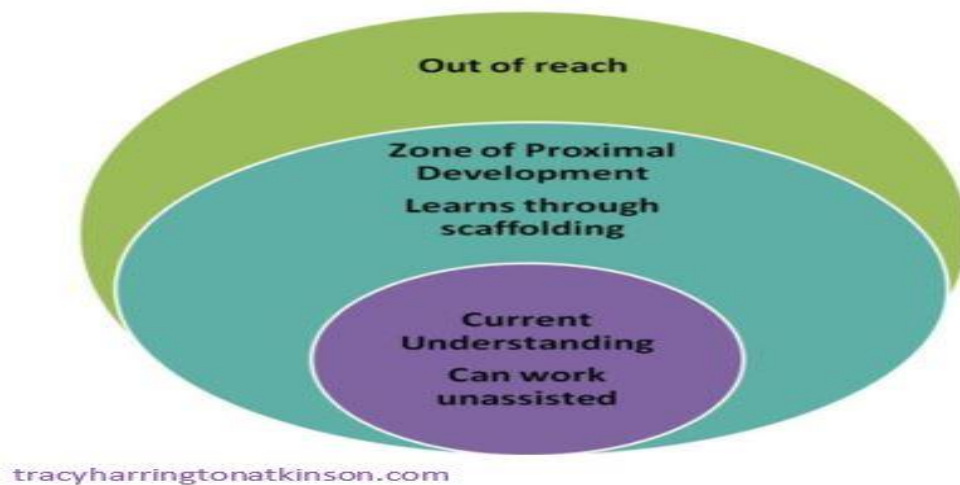 Out of reach
Zone of Proximal
Development
Learns through
scaffolding
Current
Understanding
Can work
unassisted
tracyharringtonatkinson.com